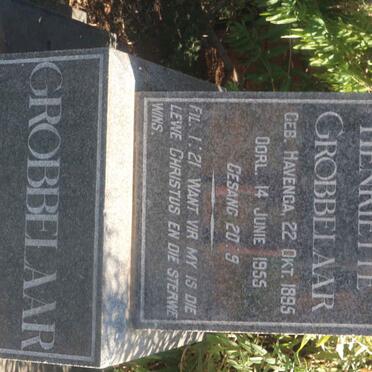 HENRIETTE
GROBBELAAR
GEB. HAVENGA, 22 OKT. 1895
OORL. 14 JUNIE 1955
GESANG 20:9
FIL. 1:21 WANT VIR MY IS DIE
LEWE CHRISTUS EN DIE STERWE
WINS.
GROBBELAAR